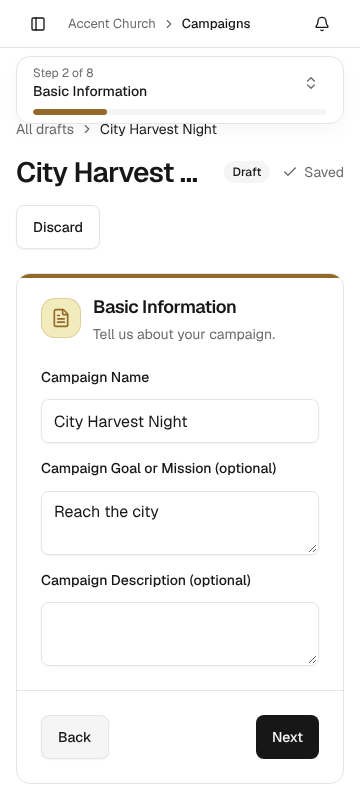 Accent Church > Campaigns
Step 2 of 8
Basic Information
All drafts > City Harvest Night
City Harvest ... Draft Saved
Discard
Basic Information
Tell us about your campaign.
Campaign Name
City Harvest Night
Campaign Goal or Mission (optional)
Reach the city
Campaign Description (optional)
Back Next